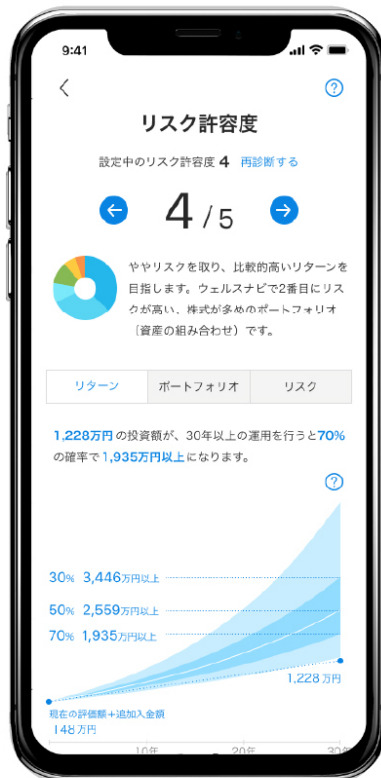 9:41
リスク許容度
設定中のリスク許容度 4 再診断する
4 / 5
ややリスクを取り、比較的高いリターンを
目指します。ウェルスナビで2番目にリス
クが高い、株式が多めのポートフォリオ
（資産の組み合わせ）です。
リターン ポートフォリオ リスク
1,228万円の投資額が、30年以上の運用を行うと70%
の確率で1,935万円以上になります。
30% 3,446万円以上
50% 2,559万円以上
70% 1,935万円以上
1,228万円
現在の評価額+追加入金額
148万円
10年 20年 30年